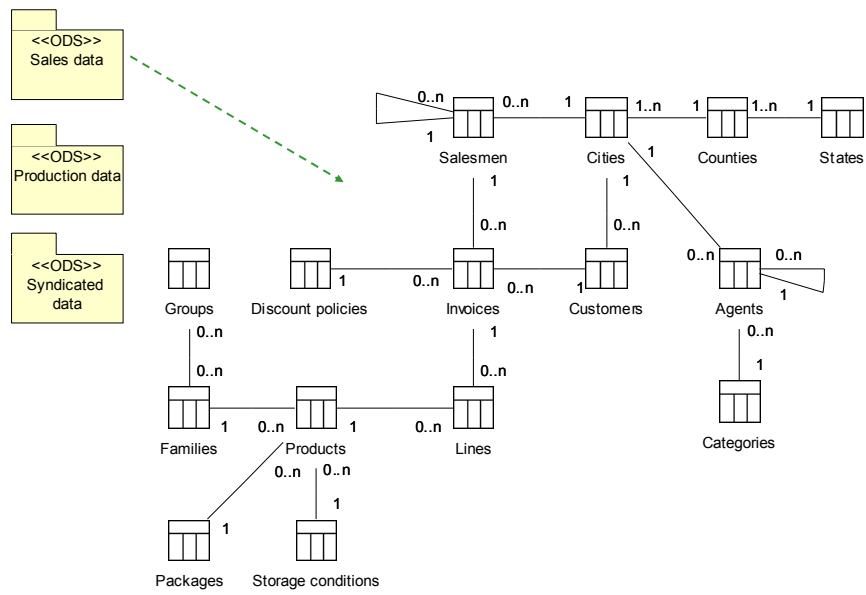 <<ODS>>
Sales data
<<ODS>>
Production data
<<ODS>>
Syndicated
data
0..n
1
0..n
1
1..n
1
1..n
1
Salesmen
Cities
Counties
States
1
1
1
0..n
0..n
0..n
0..n
1
1
0..n
0..n
1
Groups
Discount policies
Invoices
Customers
Agents
0..n
0..n
1
0..n
0..n
1
1
0..n
1
0..n
Families
Products
Lines
Categories
0..n
0..n
1
1
Packages
Storage conditions